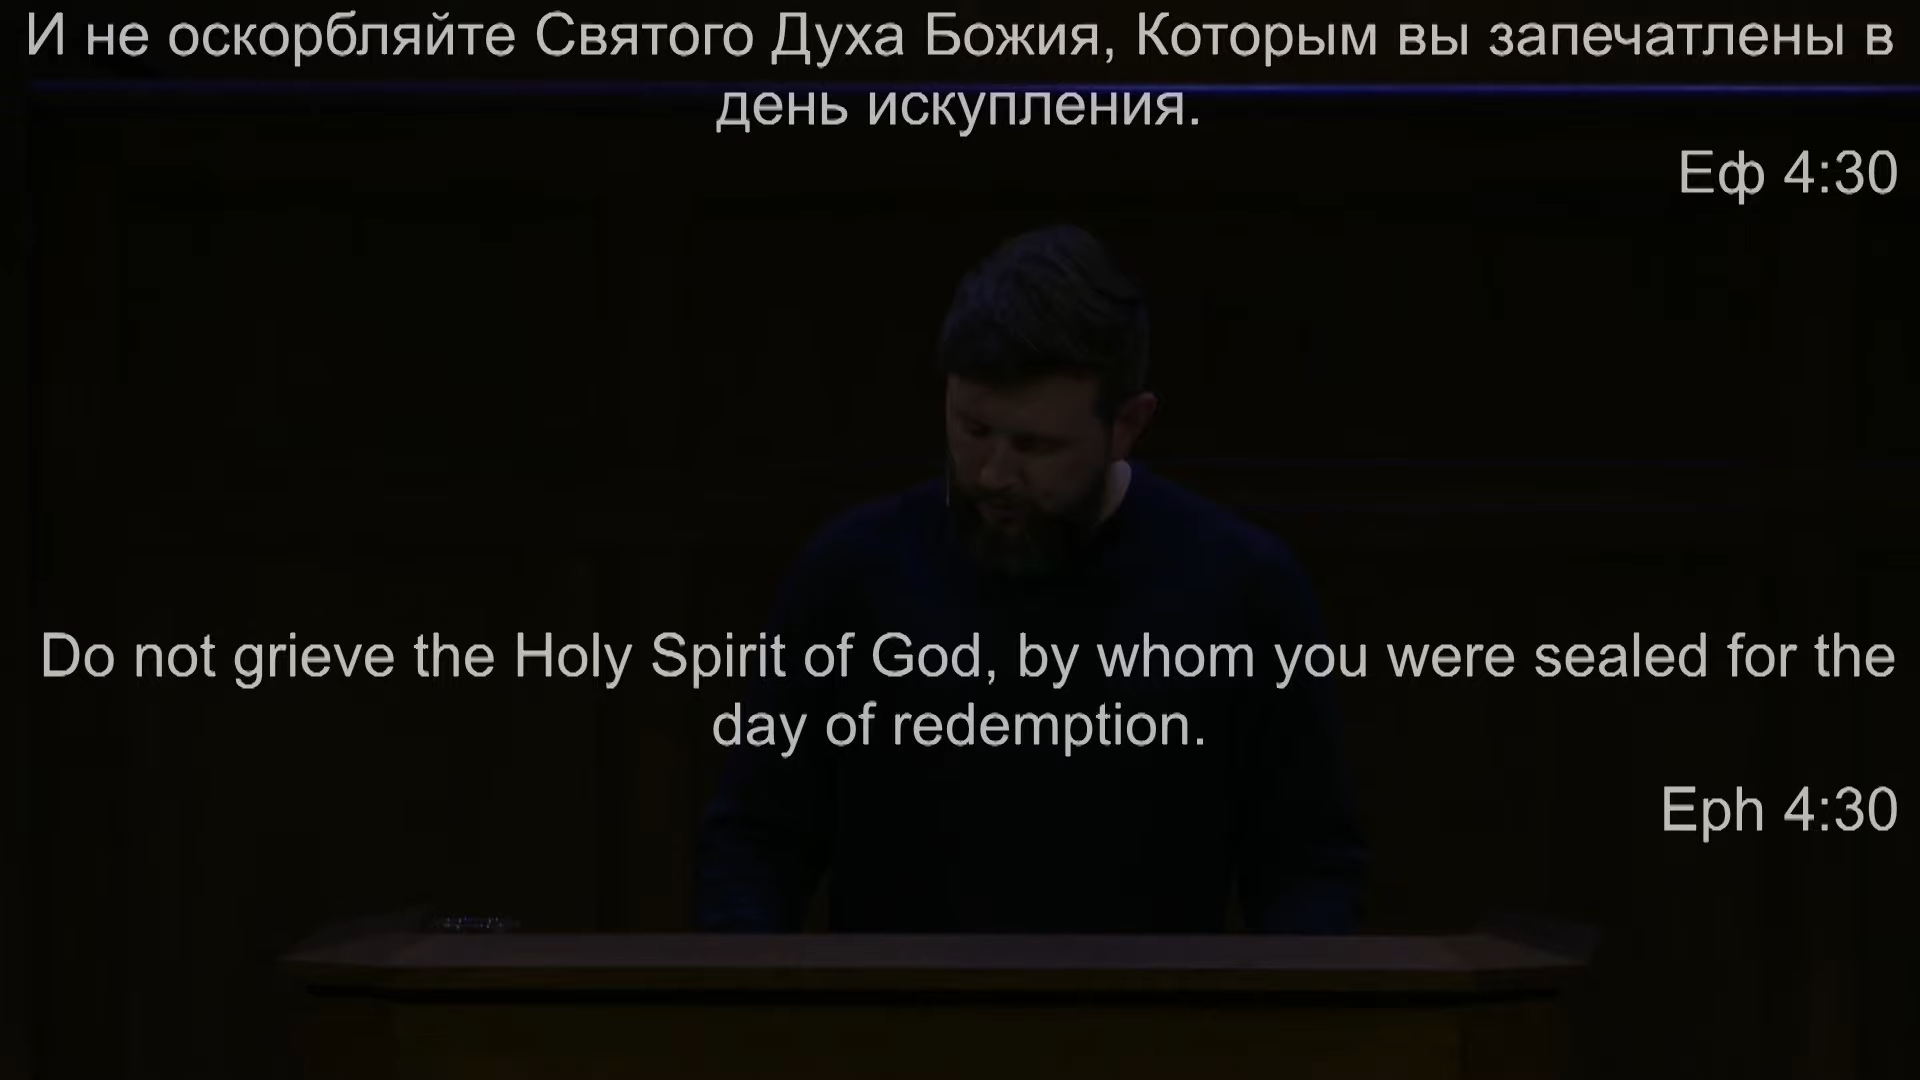 И не оскорбляйте Святого Духа Божия, Которым вы запечатлены в
день искупления.
Еф 4:30
Do not grieve the Holy Spirit of God, by whom you were sealed for the
day of redemption.
Eph 4:30